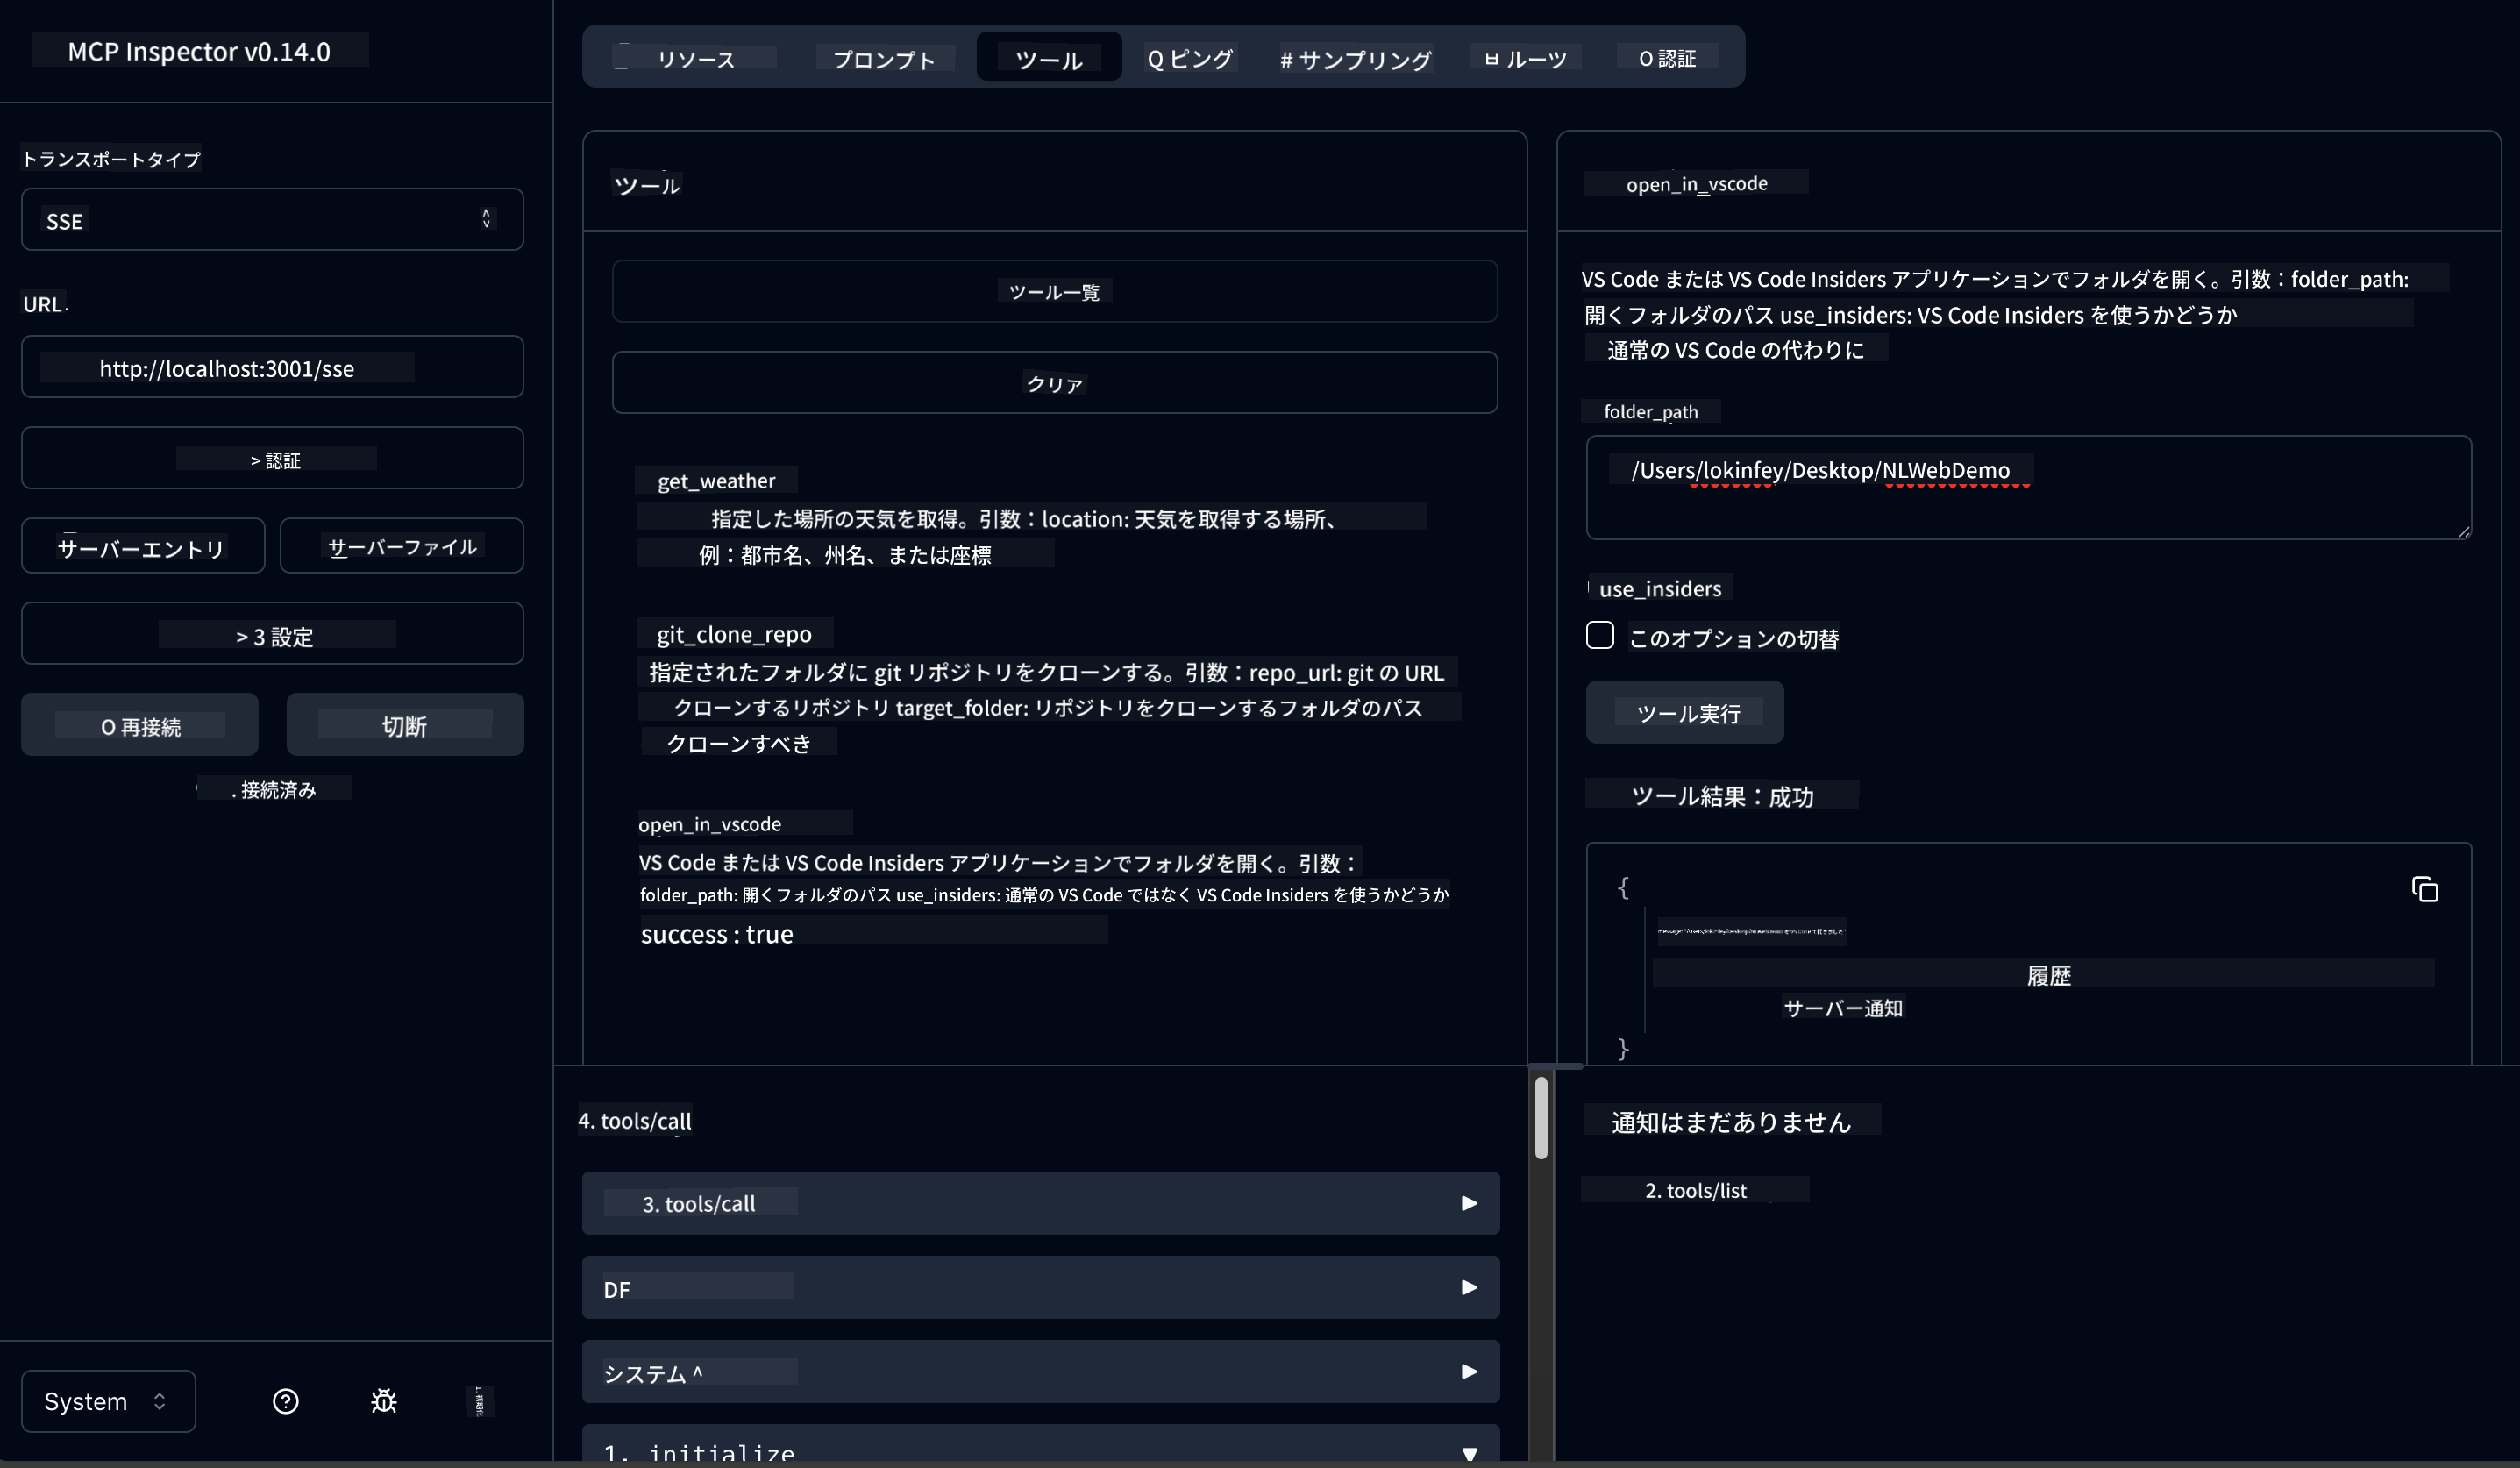 MCP Inspector v0.14.0
トランスポートタイプ
SSE
URL.
http://localhost:3001/sse
> 認証
サーバーエントリ
サーバーファイル
> 3 設定
O 再接続
切断
. 接続済み
System
リソース
プロンプト
ツール
Q ピング
# サンプリング
ㅂ ルーツ
O 認証
ツール
ツール一覧
クリア
get_weather
指定した場所の天気を取得。引数：location: 天気を取得する場所、
例：都市名、州名、または座標
git_clone_repo
指定されたフォルダに git リポジトリをクローンする。引数：repo_url: git の URL
クローンするリポジトリ target_folder: リポジトリをクローンするフォルダのパス
クローンすべき
open_in_vscode
VS Code または VS Code Insiders アプリケーションでフォルダを開く。引数：
folder_path: 開くフォルダのパス use_insiders: 通常の VS Code ではなく VS Code Insiders を使うかどうか
success : true
open_in_vscode
VS Code または VS Code Insiders アプリケーションでフォルダを開く。引数：folder_path:
開くフォルダのパス use_insiders: VS Code Insiders を使うかどうか
通常の VS Code の代わりに
folder_path
/Users/lokinfey/Desktop/NLWebDemo
use_insiders
このオプションの切替
ツール実行
ツール結果：成功
{
履歴
サーバー通知
}
4. tools/call
3. tools/call
DF
システム ^
1. initialize
通知はまだありません
2. tools/list